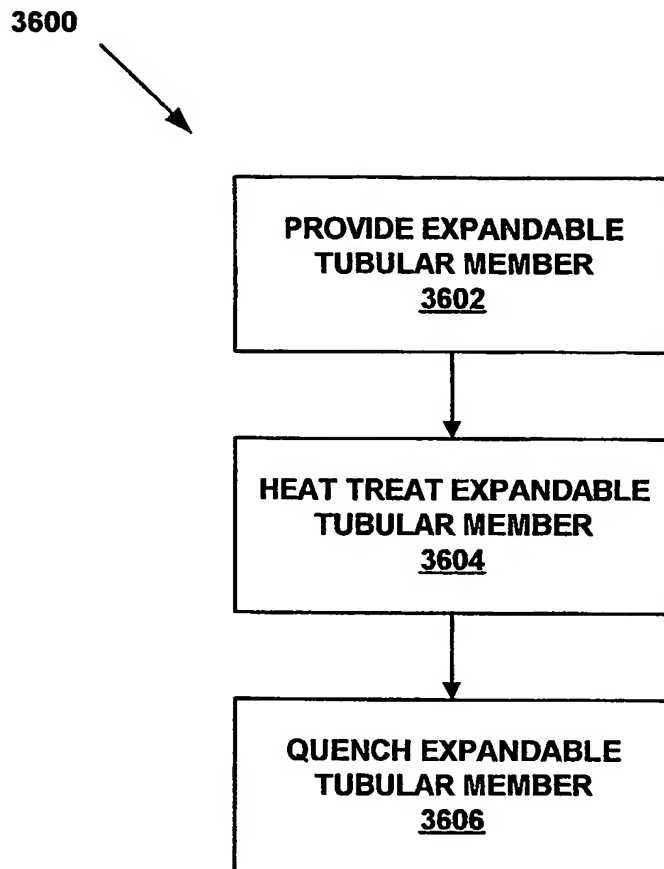 3600
PROVIDE EXPANDABLE
TUBULAR MEMBER
3602
HEAT TREAT EXPANDABLE
TUBULAR MEMBER
3604
QUENCH EXPANDABLE
TUBULAR MEMBER
3606